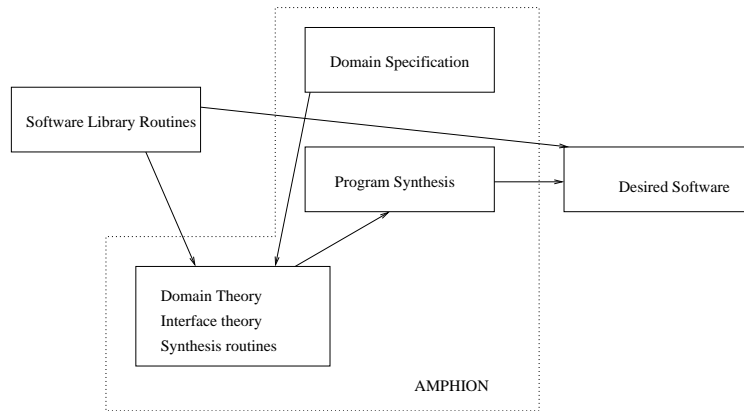 Domain Specification
Software Library Routines
Program Synthesis
Desired Software
Domain Theory
Interface theory
Synthesis routines
AMPHION